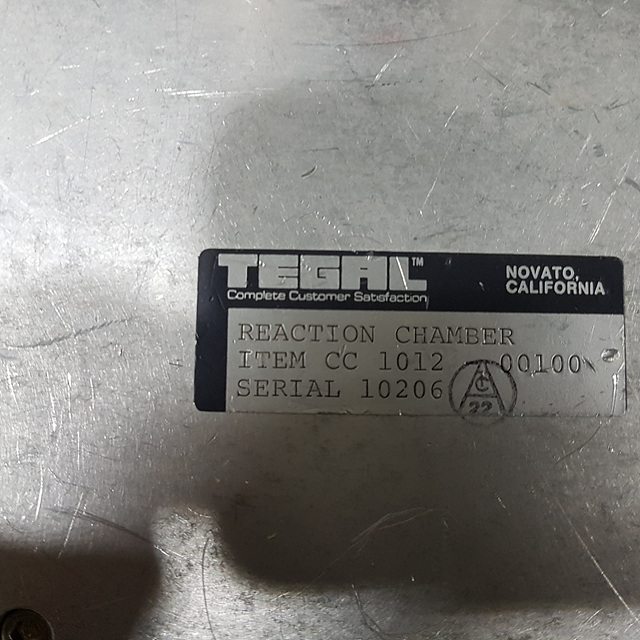 TEGAL™
Complete Customer Satisfaction
NOVATO,
CALIFORNIA
REACTION CHAMBER
ITEM CC 1012 00100
SERIAL 10206
A
C
22